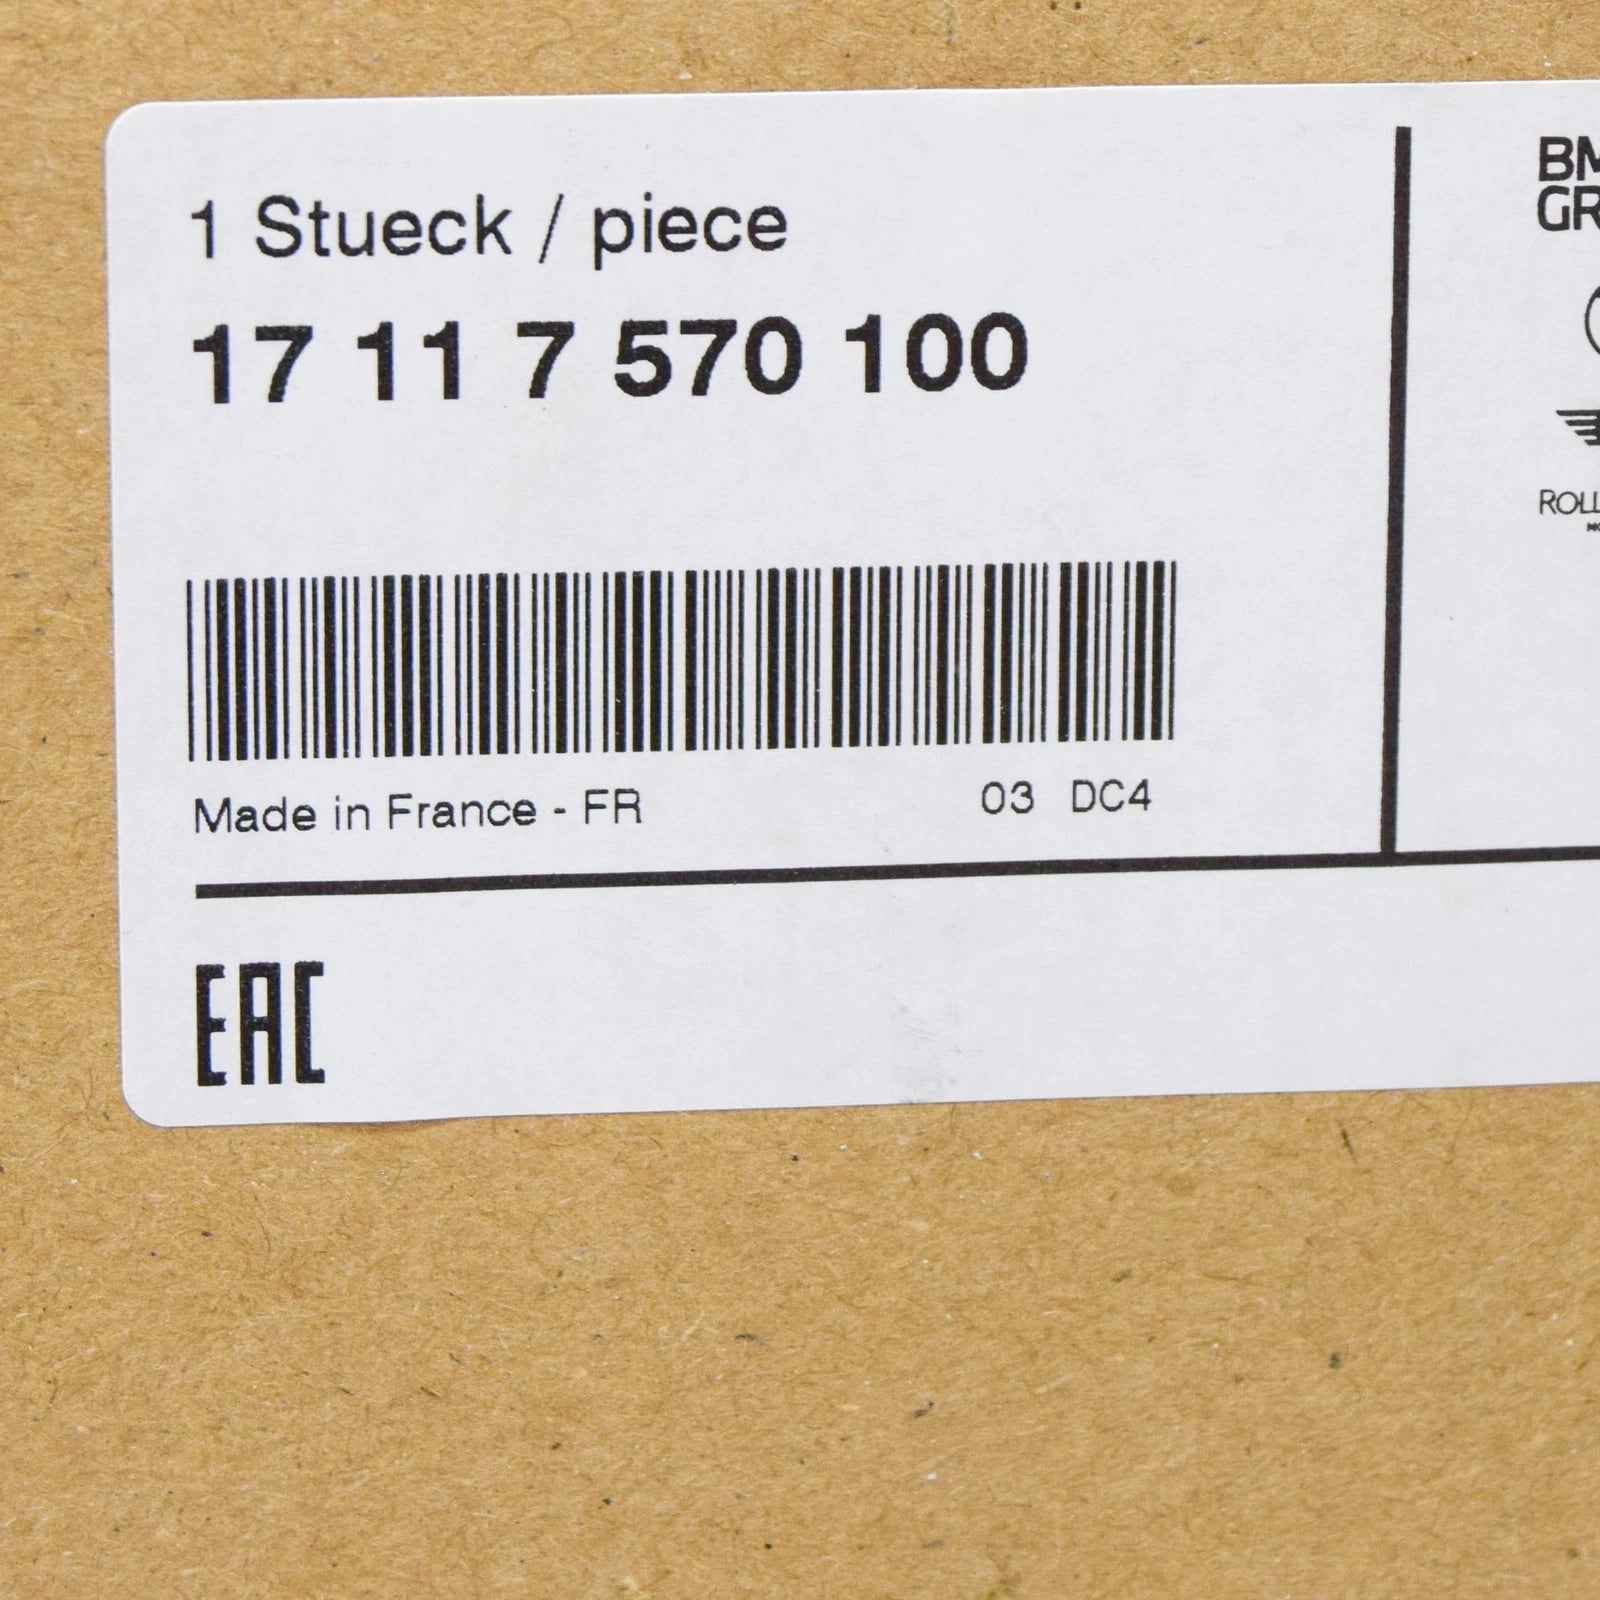 1 Stueck / piece
17 11 7 570 100
Made in France - FR
03 DC4
EAC